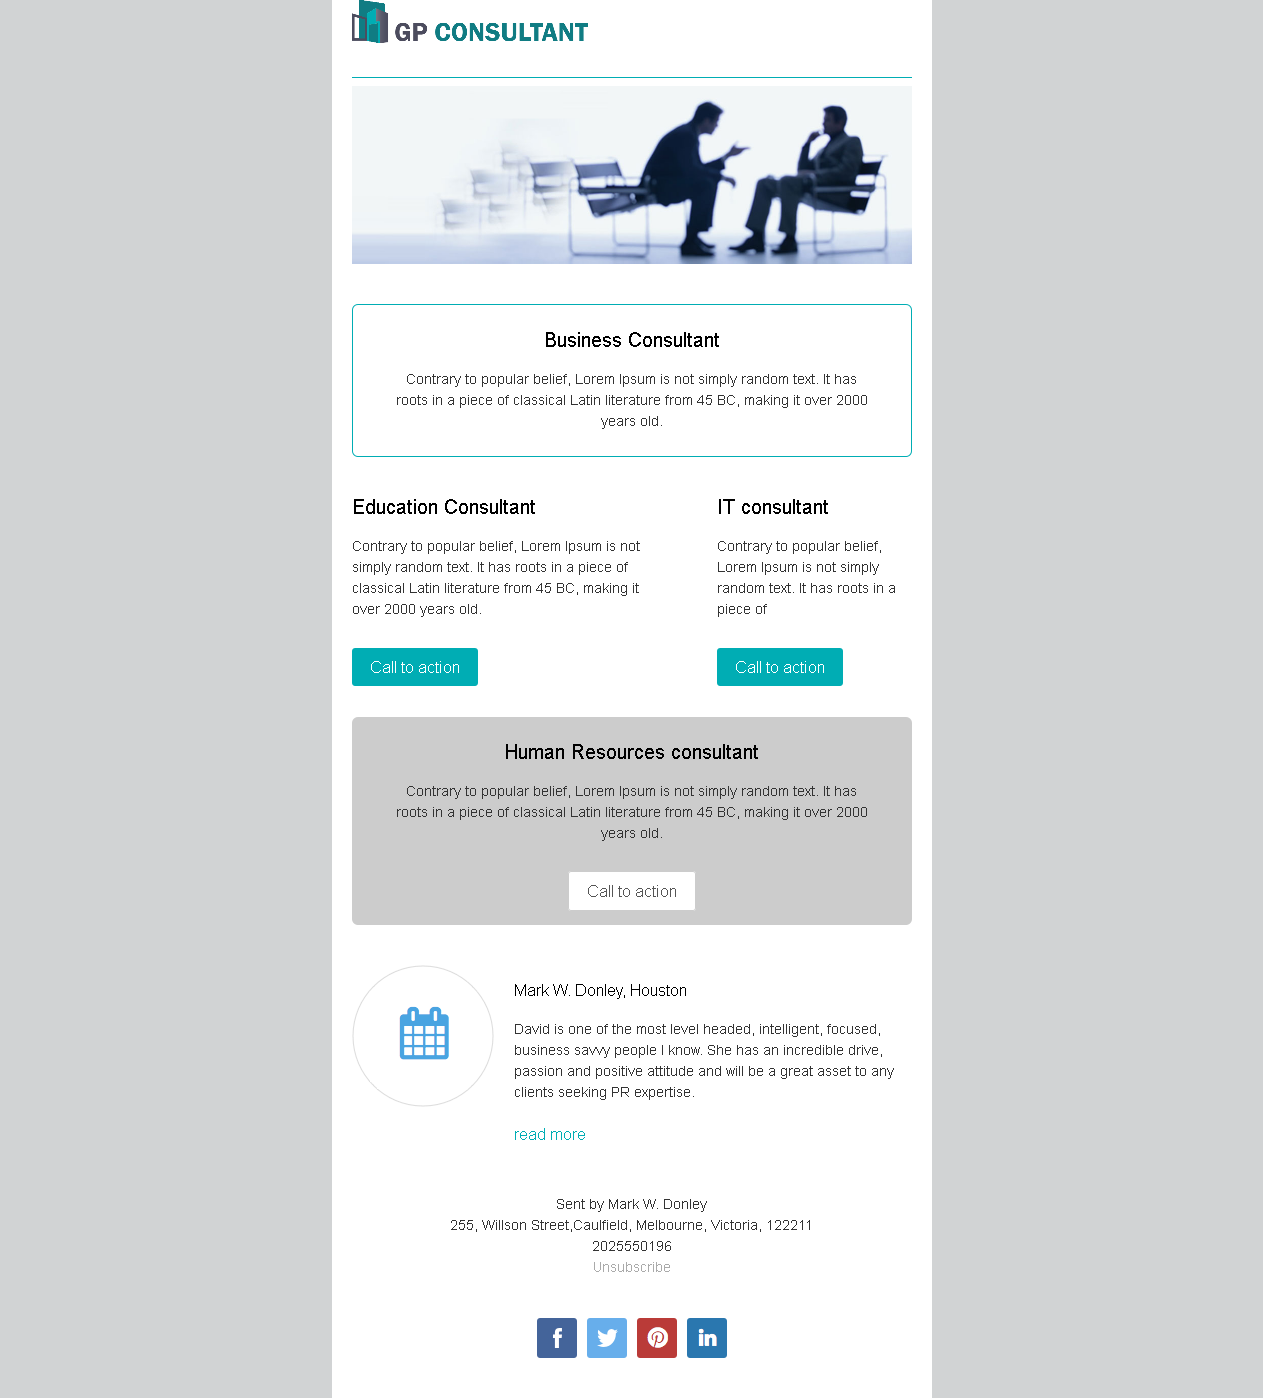 GP CONSULTANT
Business Consultant
Contrary to popular belief, Lorem Ipsum is not simply random text. It has
roots in a piece of classical Latin literature from 45 BC, making it over 2000
years old.
Education Consultant
Contrary to popular belief, Lorem Ipsum is not
simply random text. It has roots in a piece of
classical Latin literature from 45 BC, making it
over 2000 years old.
Call to action
IT consultant
Contrary to popular belief,
Lorem Ipsum is not simply
random text. It has roots in a
piece of
Call to action
Human Resources consultant
Contrary to popular belief, Lorem Ipsum is not simply random text. It has
roots in a piece of classical Latin literature from 45 BC, making it over 2000
years old.
Call to action
Mark W. Donley, Houston
David is one of the most level headed, intelligent, focused,
business savvy people I know. She has an incredible drive,
passion and positive attitude and will be a great asset to any
clients seeking PR expertise.
read more
Sent by Mark W. Donley
255, Willson Street,Caulfield, Melbourne, Victoria, 122211
2025550196
Unsubscribe